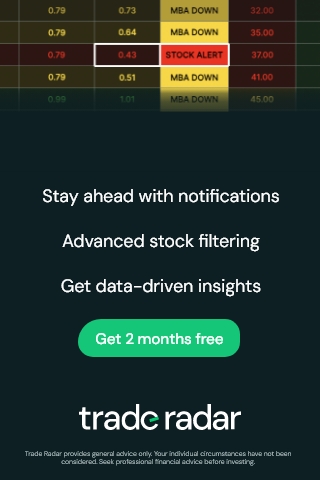 0.79 0.73 MBA DOWN 32.00
0.79 0.64 MBA DOWN 35.00
0.79 0.43 STOCK ALERT 37.00
0.79 0.51 MBA DOWN 41.00
0.99 1.01 MBA DOWN 45.00
Stay ahead with notifications
Advanced stock filtering
Get data-driven insights
Get 2 months free
trade radar
Trade Radar provides general advice only. Your individual circumstances have not been
considered. Seek professional financial advice before investing.